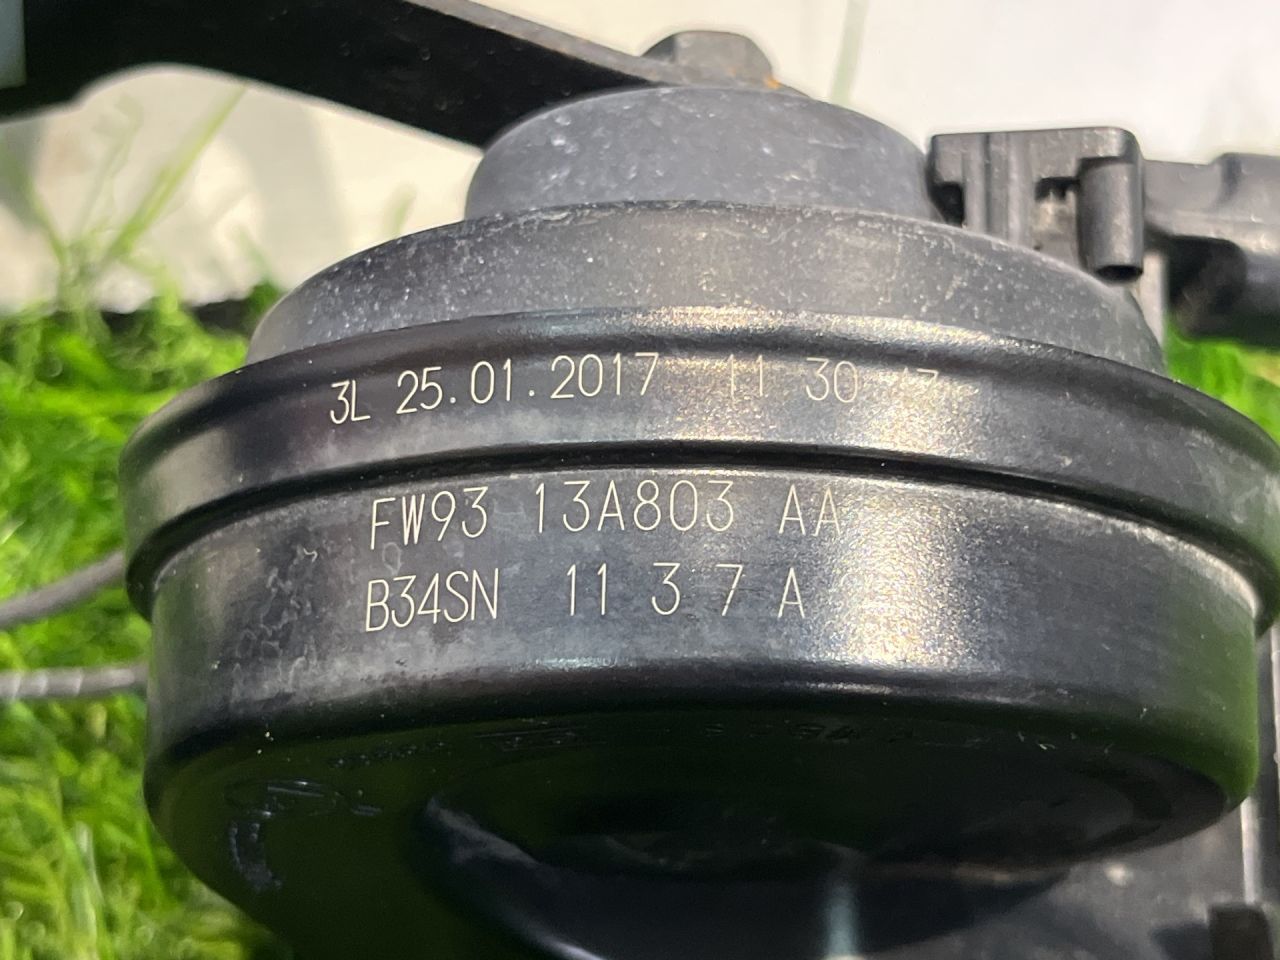 3L 25.01.2017 11 30
FW93 13A803 AA
B34SN 11 3 7 A